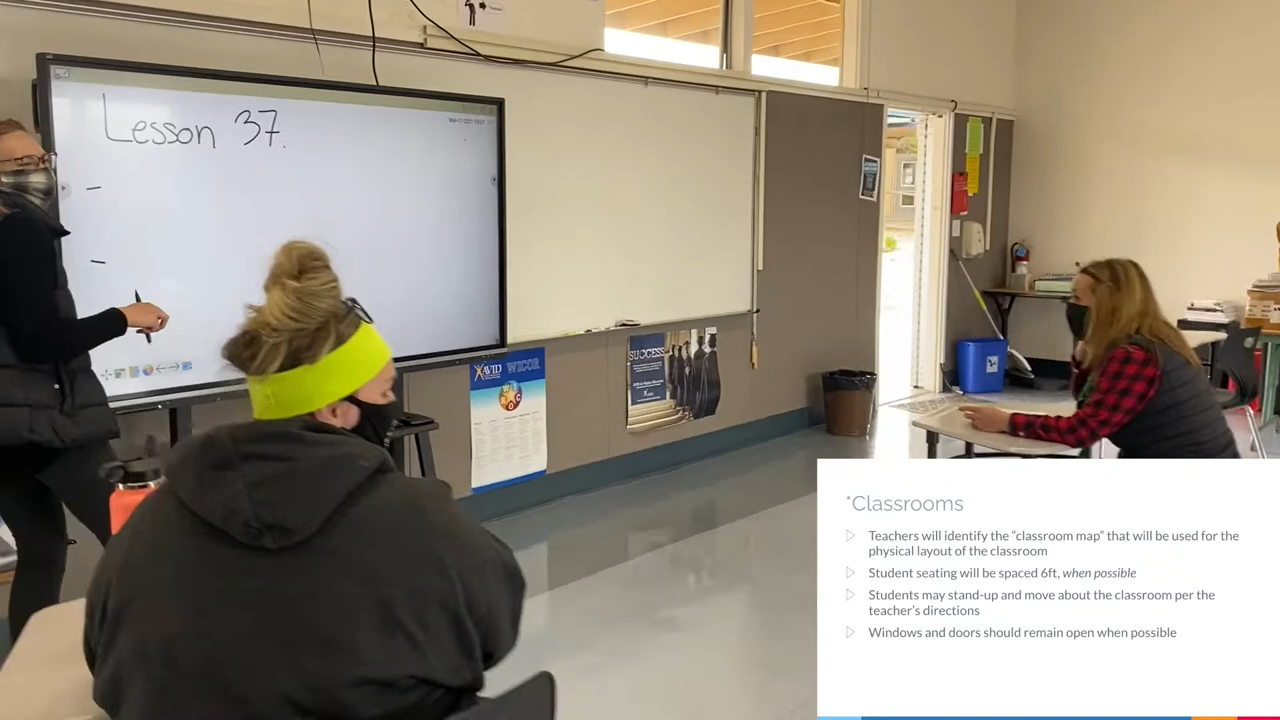 Lesson 37.
AVID WICOR
SUCCESS
*Classrooms
Teachers will identify the “classroom map” that will be used for the
physical layout of the classroom
Student seating will be spaced 6ft, when possible
Students may stand-up and move about the classroom per the
teacher’s directions
Windows and doors should remain open when possible